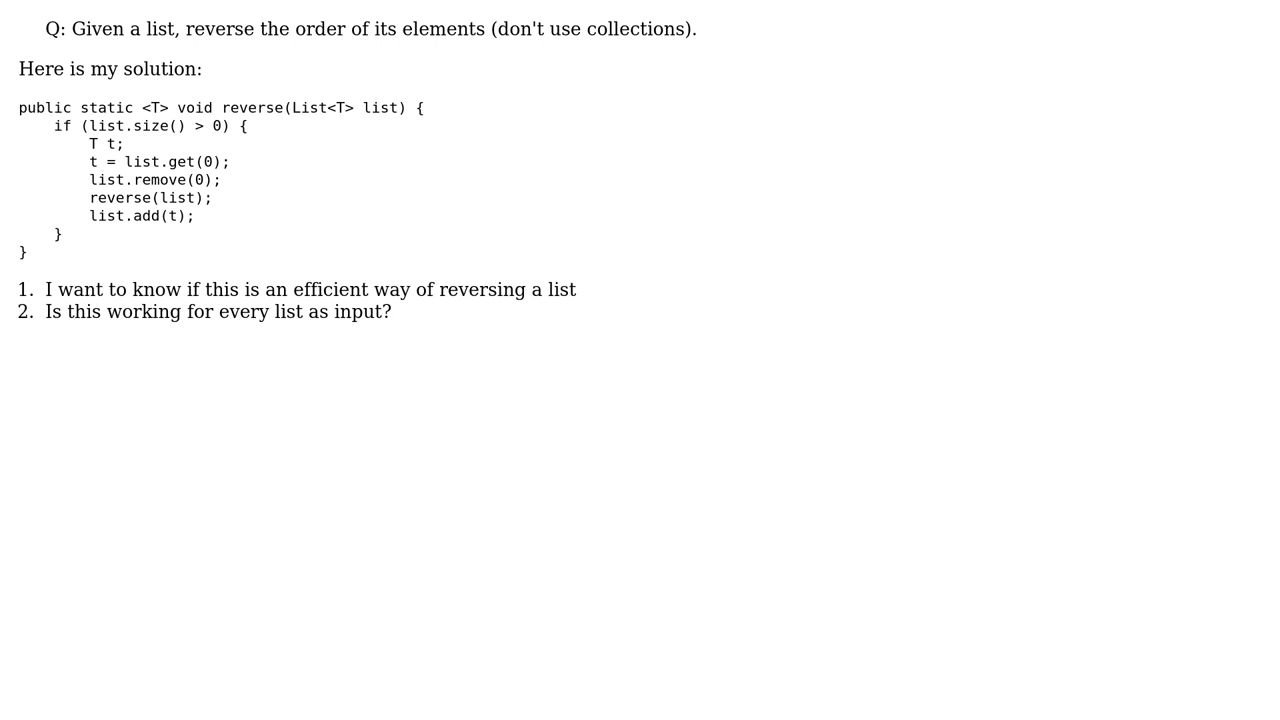 Q: Given a list, reverse the order of its elements (don't use collections).
Here is my solution:
public static <T> void reverse(List<T> list) {
    if (list.size() > 0) {
        T t;
        t = list.get(0);
        list.remove(0);
        reverse(list);
        list.add(t);
    }
}
1. I want to know if this is an efficient way of reversing a list
2. Is this working for every list as input?